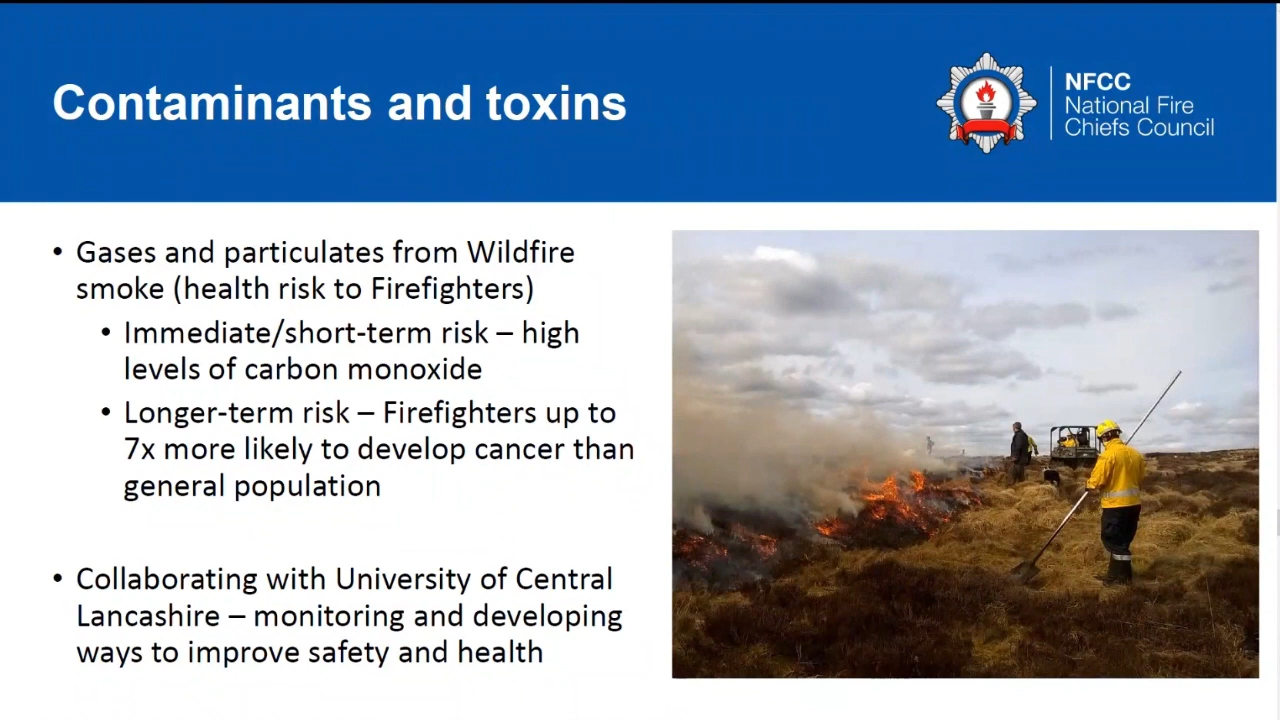 Contaminants and toxins
NFCC
National Fire
Chiefs Council
• Gases and particulates from Wildfire
smoke (health risk to Firefighters)
• Immediate/short-term risk – high
levels of carbon monoxide
• Longer-term risk – Firefighters up to
7x more likely to develop cancer than
general population
• Collaborating with University of Central
Lancashire – monitoring and developing
ways to improve safety and health